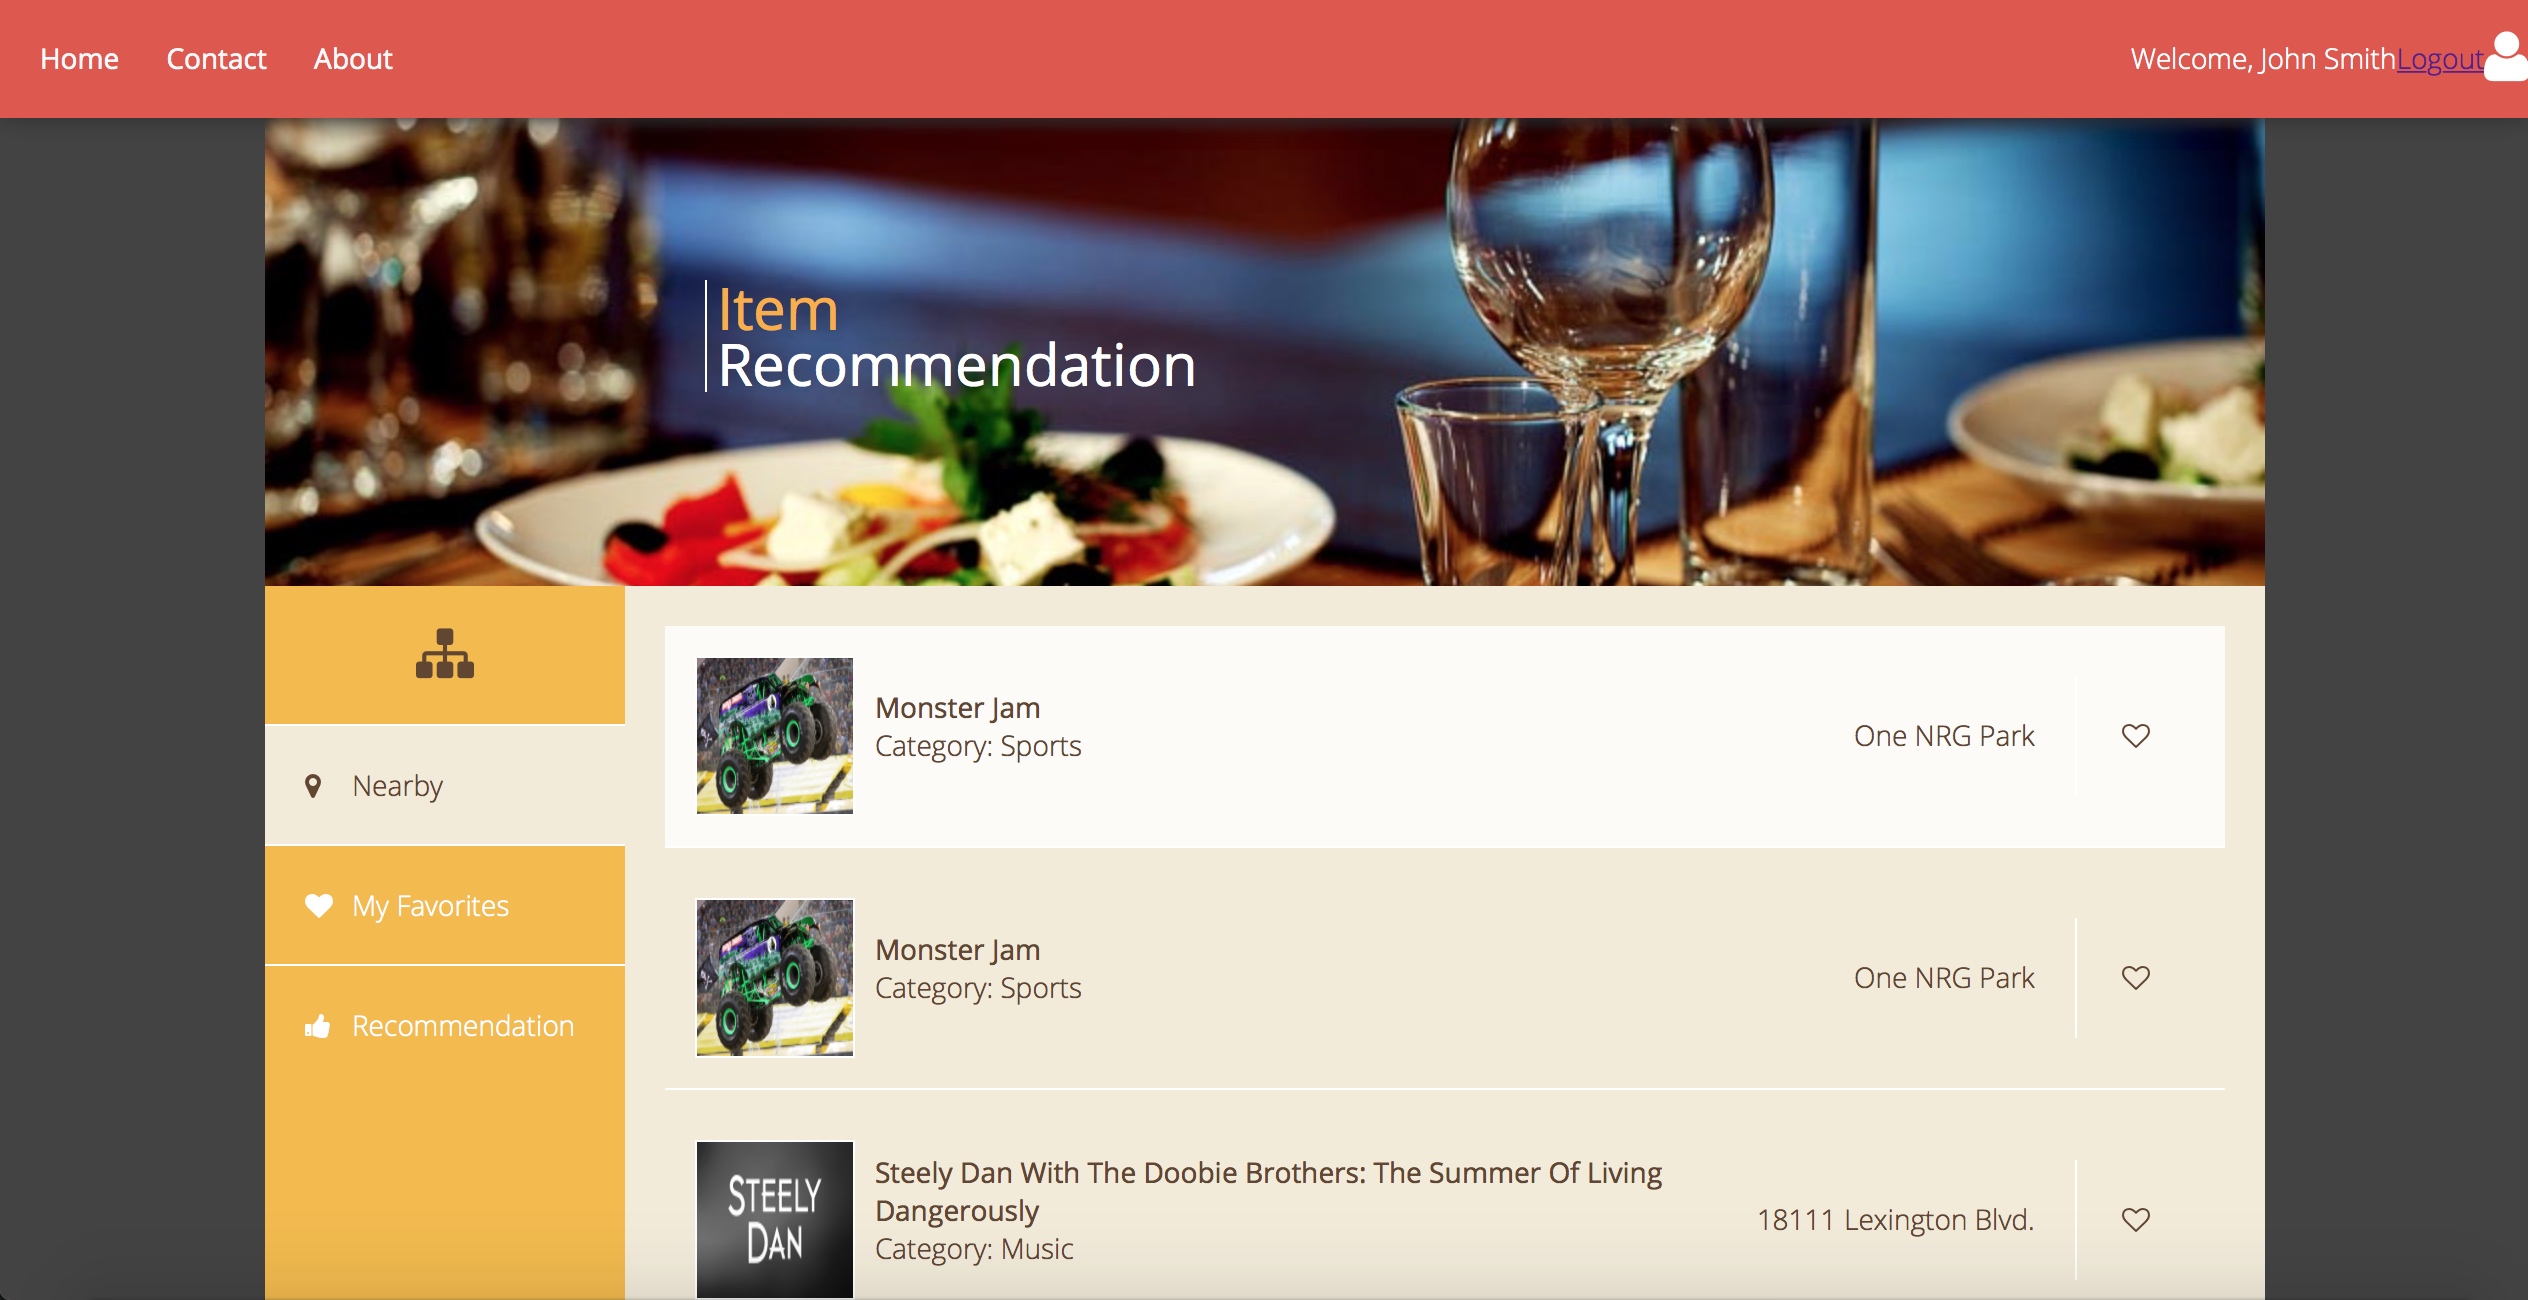 Home Contact About Welcome, John SmithLogout
Item
Recommendation
Nearby
My Favorites
Recommendation
Monster Jam
Category: Sports
One NRG Park
Monster Jam
Category: Sports
One NRG Park
STEELY
DAN
Steely Dan With The Doobie Brothers: The Summer Of Living
Dangerously
Category: Music
18111 Lexington Blvd.